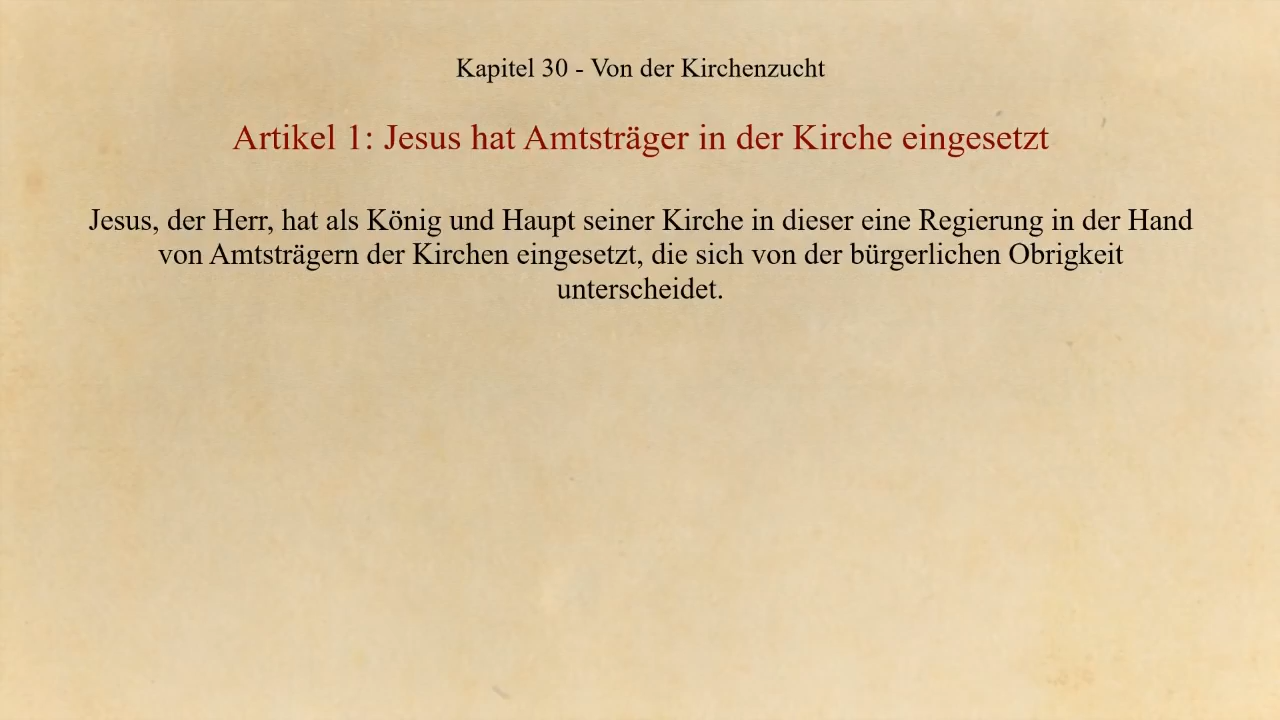 Kapitel 30 - Von der Kirchenzucht
Artikel 1: Jesus hat Amtsträger in der Kirche eingesetzt
Jesus, der Herr, hat als König und Haupt seiner Kirche in dieser eine Regierung in der Hand
von Amtsträgern der Kirchen eingesetzt, die sich von der bürgerlichen Obrigkeit
unterscheidet.